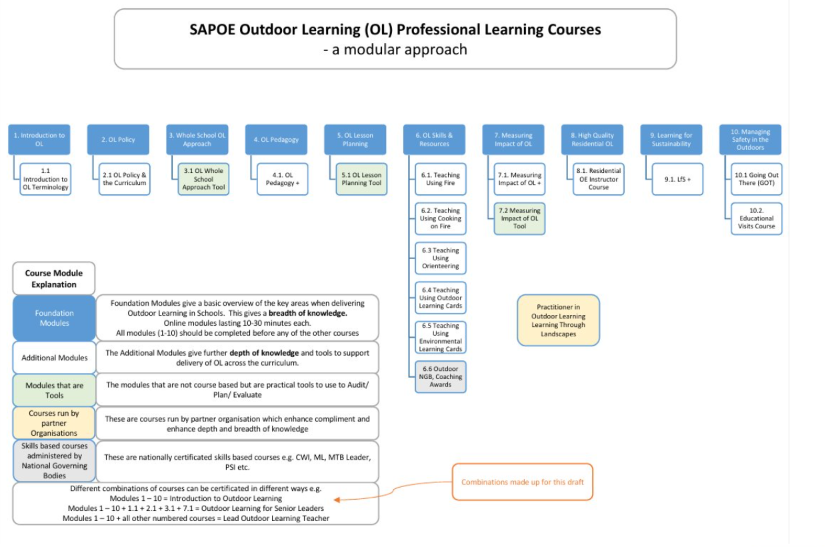 SAPOE Outdoor Learning (OL) Professional Learning Courses
- a modular approach
1. Introduction to
OL
2. OL Policy
3. Whole School OL
Approach
4. OL Pedagogy
5. OL Lesson
Planning
6. OL Skills &
Resources
7. Measuring
Impact of OL
8. High Quality
Residential OL
9. Learning for
Sustainability
10. Managing
Safety in the
Outdoors
1.1
Introduction to
OL Terminology
2.1 OL Policy &
the Curriculum
3.1 OL Whole
School
Approach Tool
4.1. OL
Pedagogy +
5.1 OL Lesson
Planning Tool
6.1. Teaching
Using Fire
7.1. Measuring
Impact of OL +
8.1. Residential
OE Instructor
Course
9.1. LfS +
10.1 Going Out
There (GOT)
6.2. Teaching
Using Cooking
on Fire
7.2 Measuring
Impact of OL
Tool
10.2.
Educational
Visits Course
6.3 Teaching
Using
Orienteering
6.4 Teaching
Using Outdoor
Learning Cards
6.5 Teaching
Using
Environmental
Learning Cards
6.6 Outdoor
NGB, Coaching
Awards
Practitioner in
Outdoor Learning
Learning Through
Landscapes
Course Module
Explanation
Foundation
Modules
Foundation Modules give a basic overview of the key areas when delivering
Outdoor Learning in Schools. This gives a breadth of knowledge.
Online modules lasting 10-30 minutes each.
All modules (1-10) should be completed before any of the other courses
Additional Modules
The Additional Modules give further depth of knowledge and tools to support
delivery of OL across the curriculum.
Modules that are
Tools
The modules that are not course based but are practical tools to use to Audit/
Plan/ Evaluate
Courses run by
partner
Organisations
These are courses run by partner organisation which enhance compliment and
enhance depth and breadth of knowledge
Skills based courses
administered by
National Governing
Bodies
These are nationally certificated skills based courses e.g. CWI, ML, MTB Leader,
PSI etc.
Different combinations of courses can be certificated in different ways e.g.
Modules 1 – 10 = Introduction to Outdoor Learning
Modules 1 – 10 + 1.1 + 2.1 + 3.1 + 7.1 = Outdoor Learning for Senior Leaders
Modules 1 – 10 + all other numbered courses = Lead Outdoor Learning Teacher
Combinations made up for this draft